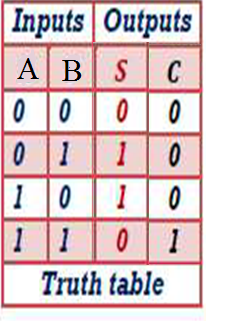 Inputs Outputs
A B S C
0 0 0 0
0 1 1 0
1 0 1 0
1 1 0 1
Truth table